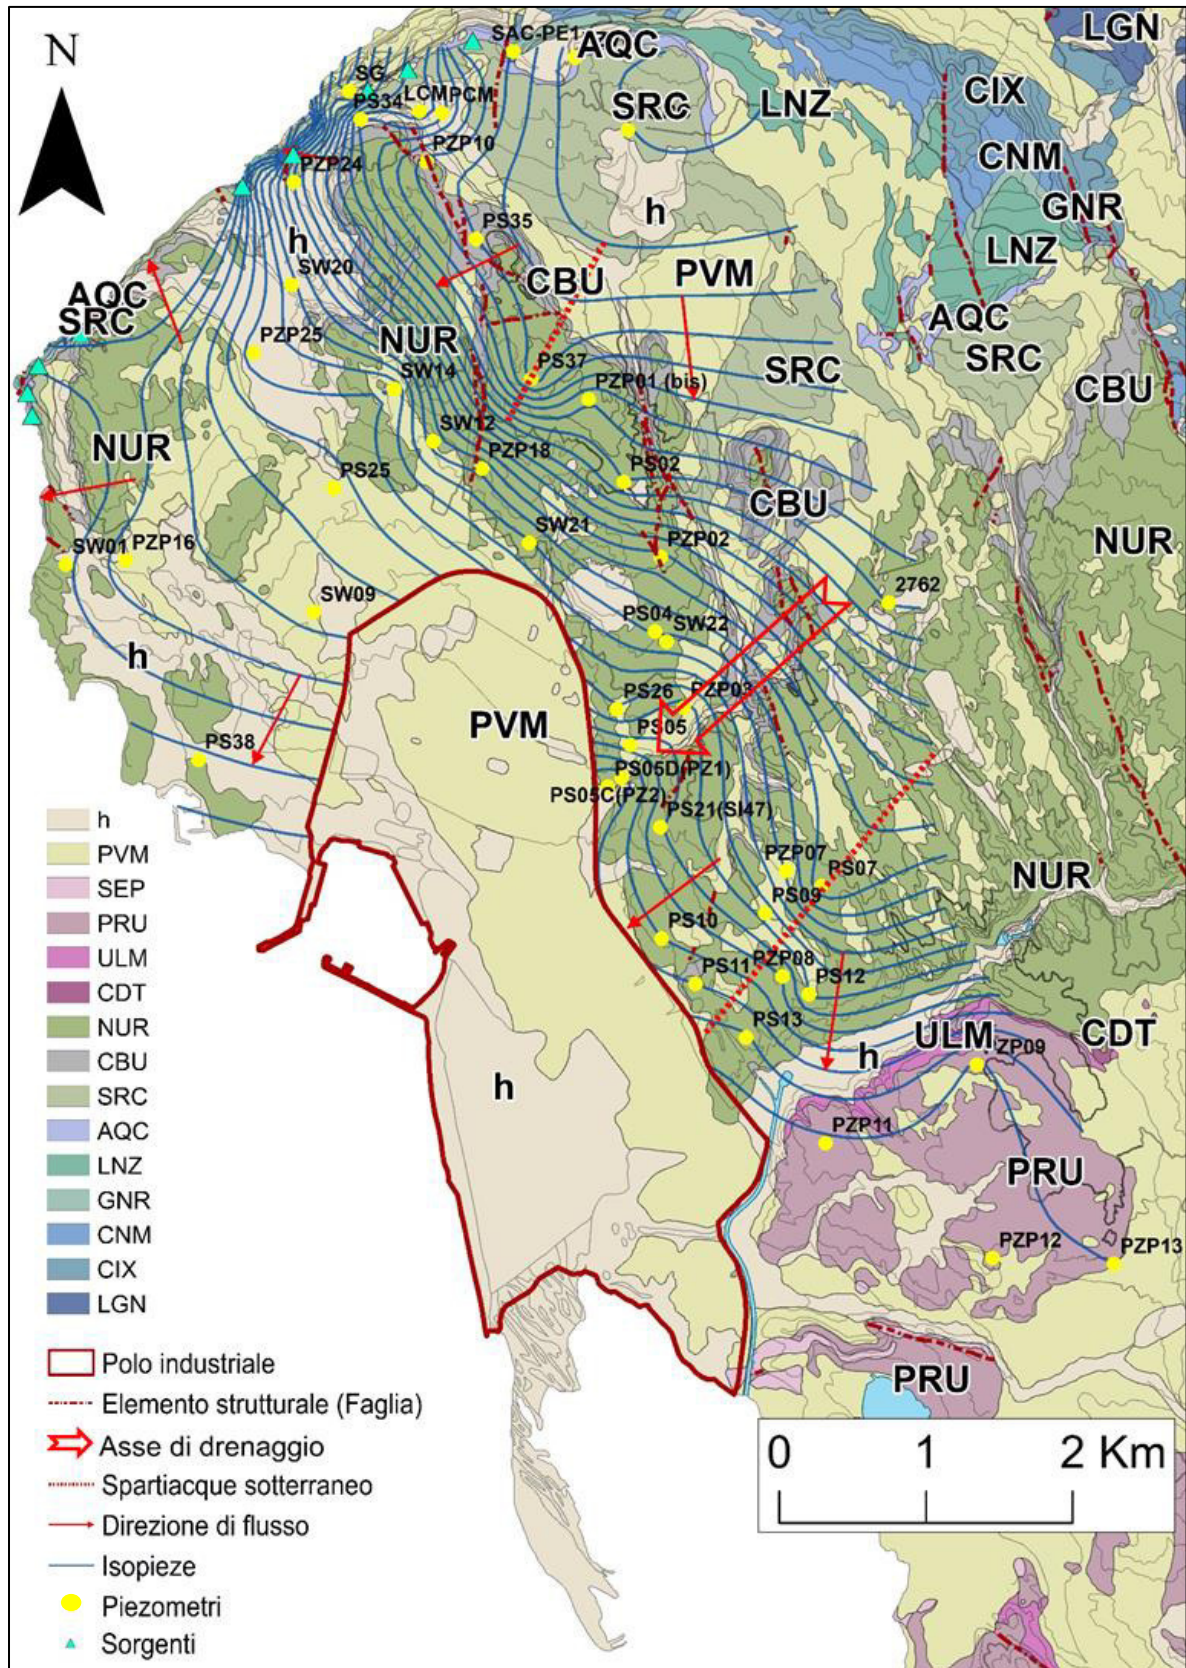 N
SAC-PE1
AQC
LGN
SG
PS34
LCM
PCM
SRC
LNZ
CIX
PZP10
CNM
PZP24
GNR
h
PS35
h
LNZ
SW20
CBU
PVM
AQC
SRC
AQC
SRC
PZP25
NUR
PS37
SRC
CBU
SW14
PZP01 (bis)
SW12
NUR
PZP18
PS02
PS25
CBU
SW21
NUR
SW01
PZP16
PZP02
2762
SW09
PS04
SW22
h
PZP03
PS26
PVM
PS05
PS38
PS05D(PZ1)
PS05C(PZ2)
PS21(SI47)
PZP07
PS07
NUR
PS09
PS10
PZP08
PS11
PS12
PS13
ULM
CDT
h
ZP09
h
PZP11
PRU
PZP12
PZP13
PRU
h
PVM
SEP
PRU
ULM
CDT
NUR
CBU
SRC
AQC
LNZ
GNR
CNM
CIX
LGN
Polo industriale
Elemento strutturale (Faglia)
Asse di drenaggio
Spartiacque sotterraneo
Direzione di flusso
Isopieze
Piezometri
Sorgenti
0 1 2 Km